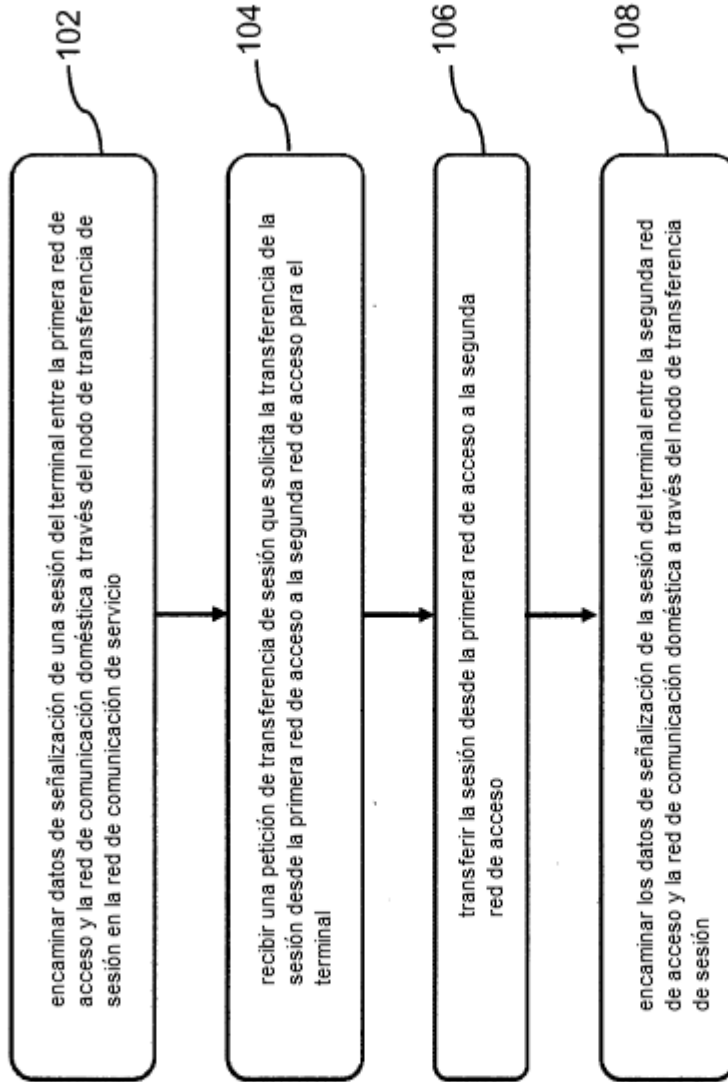 encaminar datos de señalización de una sesión del terminal entre la primera red de
acceso y la red de comunicación doméstica a través del nodo de transferencia de
sesión en la red de comunicación de servicio
102
recibir una petición de transferencia de sesión que solicita la transferencia de la
sesión desde la primera red de acceso a la segunda red de acceso para el
terminal
104
transferir la sesión desde la primera red de acceso a la segunda
red de acceso
106
encaminar los datos de señalización de la sesión del terminal entre la segunda red
de acceso y la red de comunicación doméstica a través del nodo de transferencia
de sesión
108